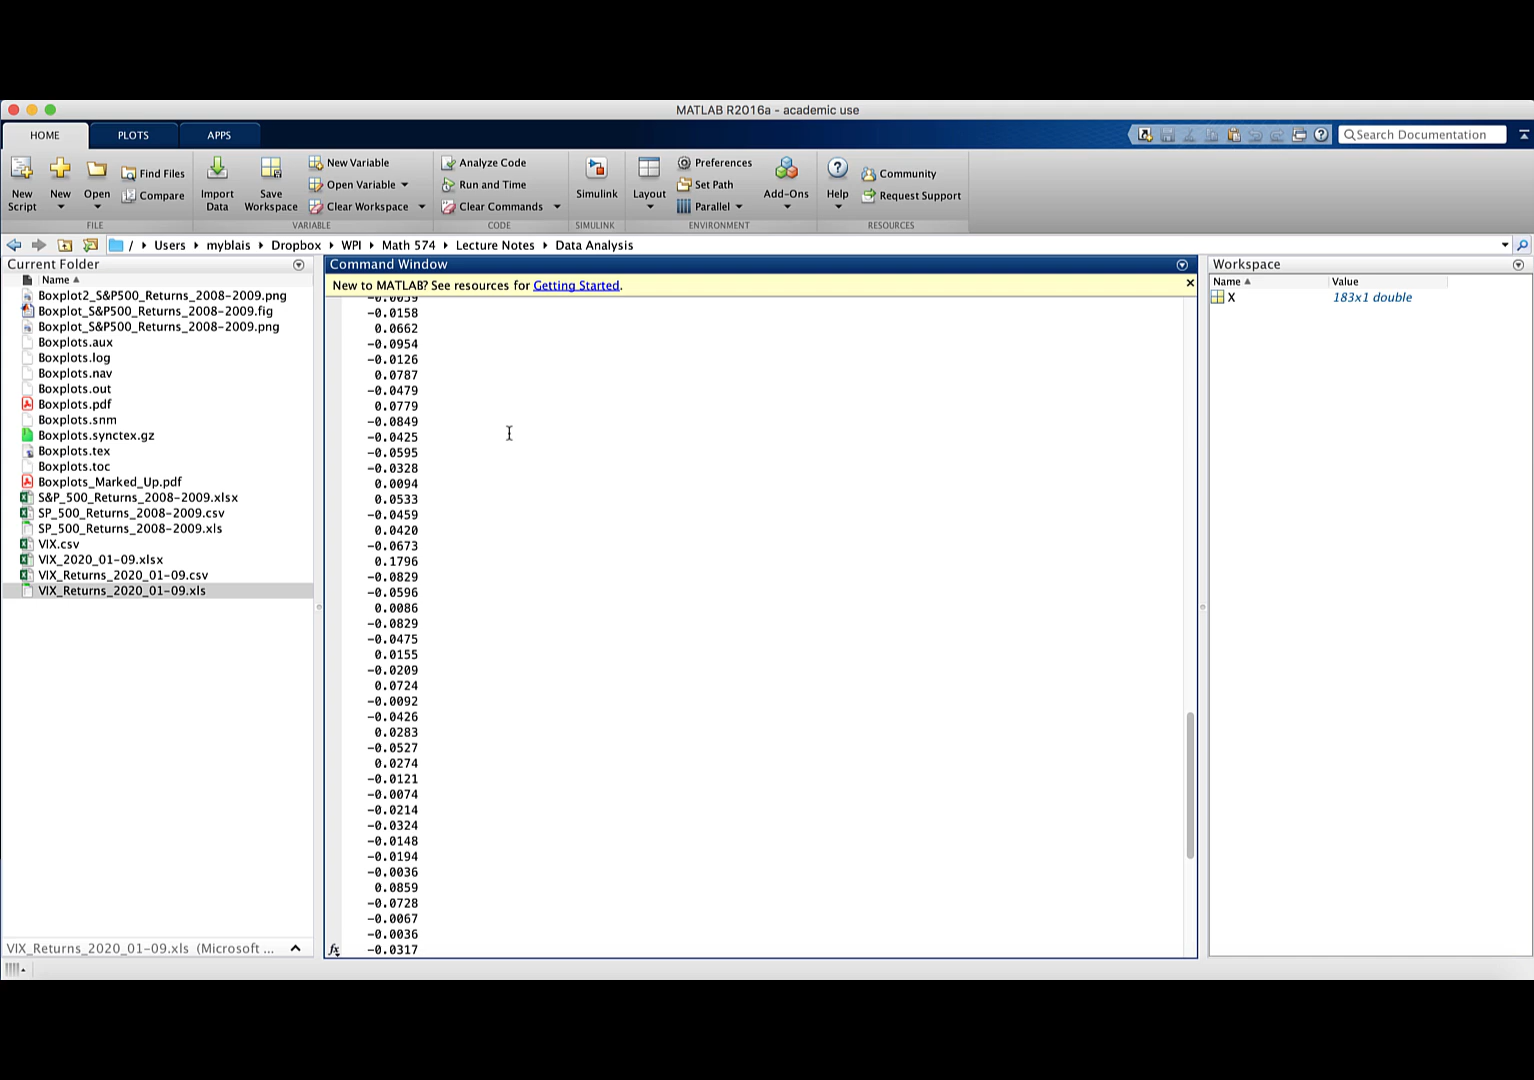 MATLAB R2016a - academic use
HOME PLOTS APPS Search Documentation
New Script New Open Find Files Compare FILE
Import Data Save Workspace New Variable Open Variable Clear Workspace VARIABLE
Analyze Code Run and Time Clear Commands CODE
Simulink SIMULINK
Layout Preferences Set Path Parallel Add-Ons ENVIRONMENT
Help Community Request Support RESOURCES
/ Users myblais Dropbox WPI Math 574 Lecture Notes Data Analysis
Current Folder
Name
Boxplot2_S&P500_Returns_2008-2009.png
Boxplot_S&P500_Returns_2008-2009.fig
Boxplot_S&P500_Returns_2008-2009.png
Boxplots.aux
Boxplots.log
Boxplots.nav
Boxplots.out
Boxplots.pdf
Boxplots.snm
Boxplots.synctex.gz
Boxplots.tex
Boxplots.toc
Boxplots_Marked_Up.pdf
S&P_500_Returns_2008-2009.xlsx
SP_500_Returns_2008-2009.csv
SP_500_Returns_2008-2009.xls
VIX.csv
VIX_2020_01-09.xlsx
VIX_Returns_2020_01-09.csv
VIX_Returns_2020_01-09.xls
VIX_Returns_2020_01-09.xls (Microsoft ...
Command Window
New to MATLAB? See resources for Getting Started.
-0.0158
0.0662
-0.0954
-0.0126
0.0787
-0.0479
0.0779
-0.0849
-0.0425
-0.0595
-0.0328
0.0094
0.0533
-0.0459
0.0420
-0.0673
0.1796
-0.0829
-0.0596
0.0086
-0.0829
-0.0475
0.0155
-0.0209
0.0724
-0.0092
-0.0426
0.0283
-0.0527
0.0274
-0.0121
-0.0074
-0.0214
-0.0324
-0.0148
-0.0194
-0.0036
0.0859
-0.0728
-0.0067
-0.0036
fx -0.0317
Workspace
Name Value
X 183x1 double